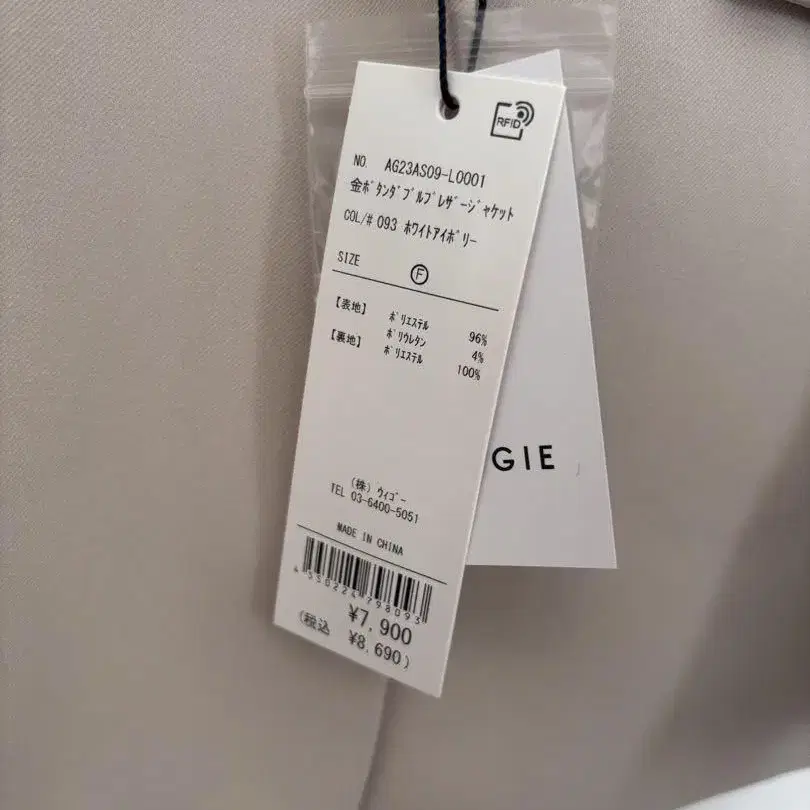 RFID
NO. AG23AS09-L0001
金ﾎﾞﾀﾝﾀﾞﾌﾞﾙﾌﾞﾚｻﾞｰｼﾞｬｹｯﾄ
COL/# 093 ﾎﾜｲﾄｱｲﾎﾞﾘｰ
SIZE Ⓕ
【表地】 ﾎﾟﾘｴｽﾃﾙ 96%
ﾎﾟﾘｳﾚﾀﾝ 4%
【裏地】 ﾎﾟﾘｴｽﾃﾙ 100%
(株) ｳｨｺﾞｰ
TEL 03-6400-5051
MADE IN CHINA
4550224798093
¥7,900
(税込 ¥8,690)
GIE